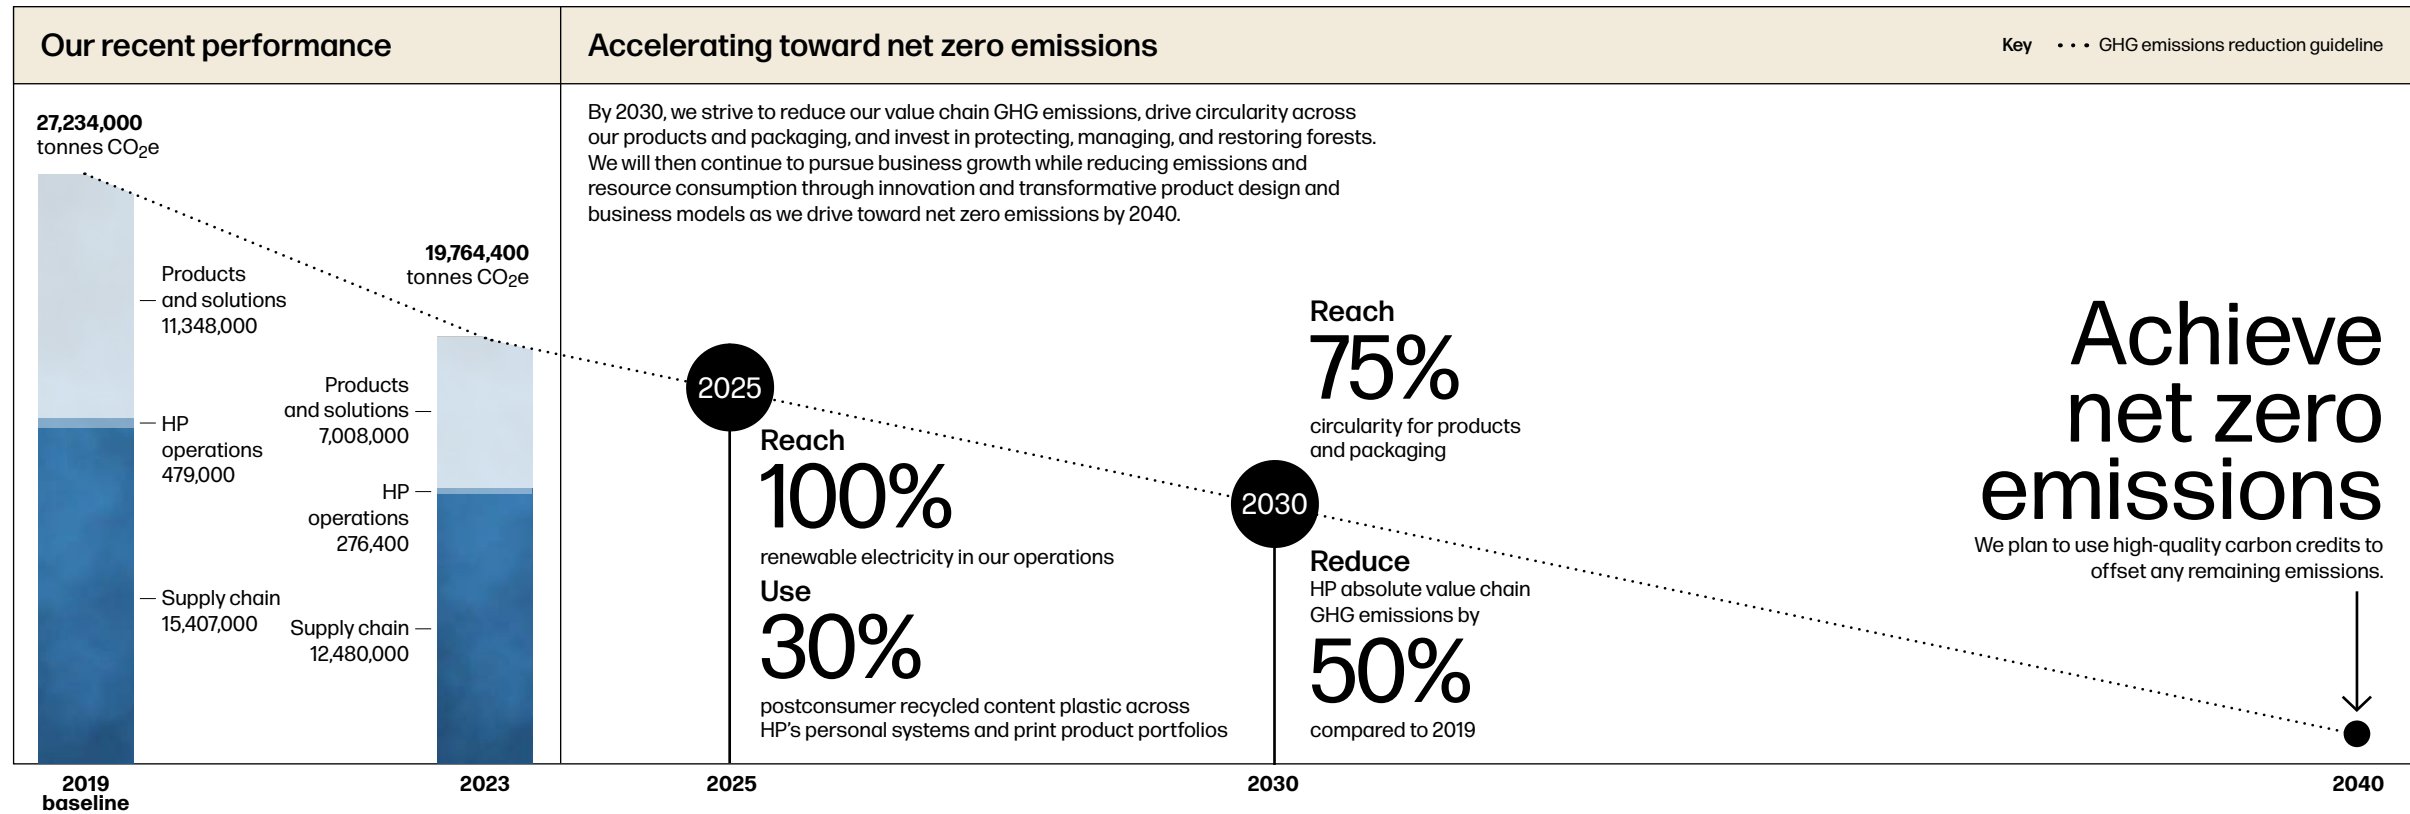 Our recent performance
Accelerating toward net zero emissions
Key ••• GHG emissions reduction guideline
27,234,000
tonnes CO₂e
Products
and solutions
11,348,000
HP
operations
479,000
Supply chain
15,407,000
19,764,400
tonnes CO₂e
Products
and solutions
7,008,000
HP
operations
276,400
Supply chain
12,480,000
By 2030, we strive to reduce our value chain GHG emissions, drive circularity across
our products and packaging, and invest in protecting, managing, and restoring forests.
We will then continue to pursue business growth while reducing emissions and
resource consumption through innovation and transformative product design and
business models as we drive toward net zero emissions by 2040.
2025
Reach
100%
renewable electricity in our operations
Use
30%
postconsumer recycled content plastic across
HP’s personal systems and print product portfolios
Reach
75%
circularity for products
and packaging
2030
Reduce
HP absolute value chain
GHG emissions by
50%
compared to 2019
Achieve
net zero
emissions
We plan to use high-quality carbon credits to
offset any remaining emissions.
2019
baseline
2023
2025
2030
2040